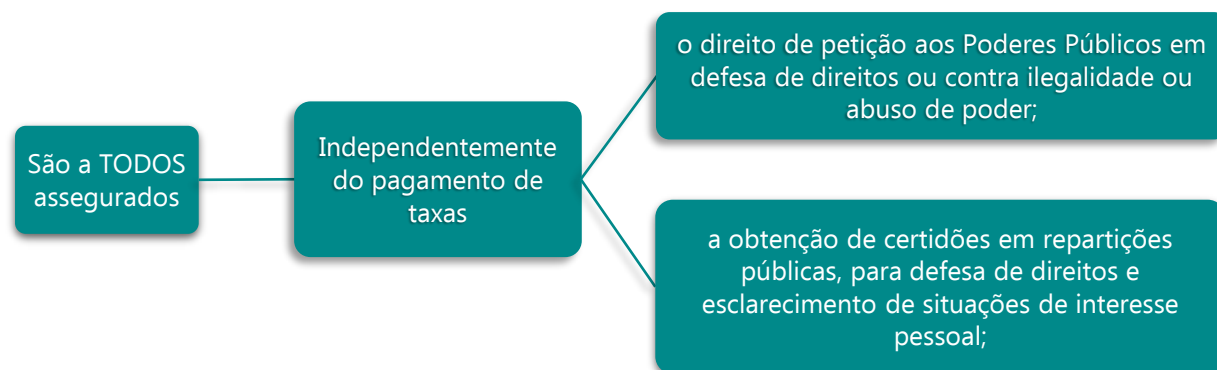 São a TODOS
assegurados
Independentemente
do pagamento de
taxas
o direito de petição aos Poderes Públicos em
defesa de direitos ou contra ilegalidade ou
abuso de poder;
a obtenção de certidões em repartições
públicas, para defesa de direitos e
esclarecimento de situações de interesse
pessoal;